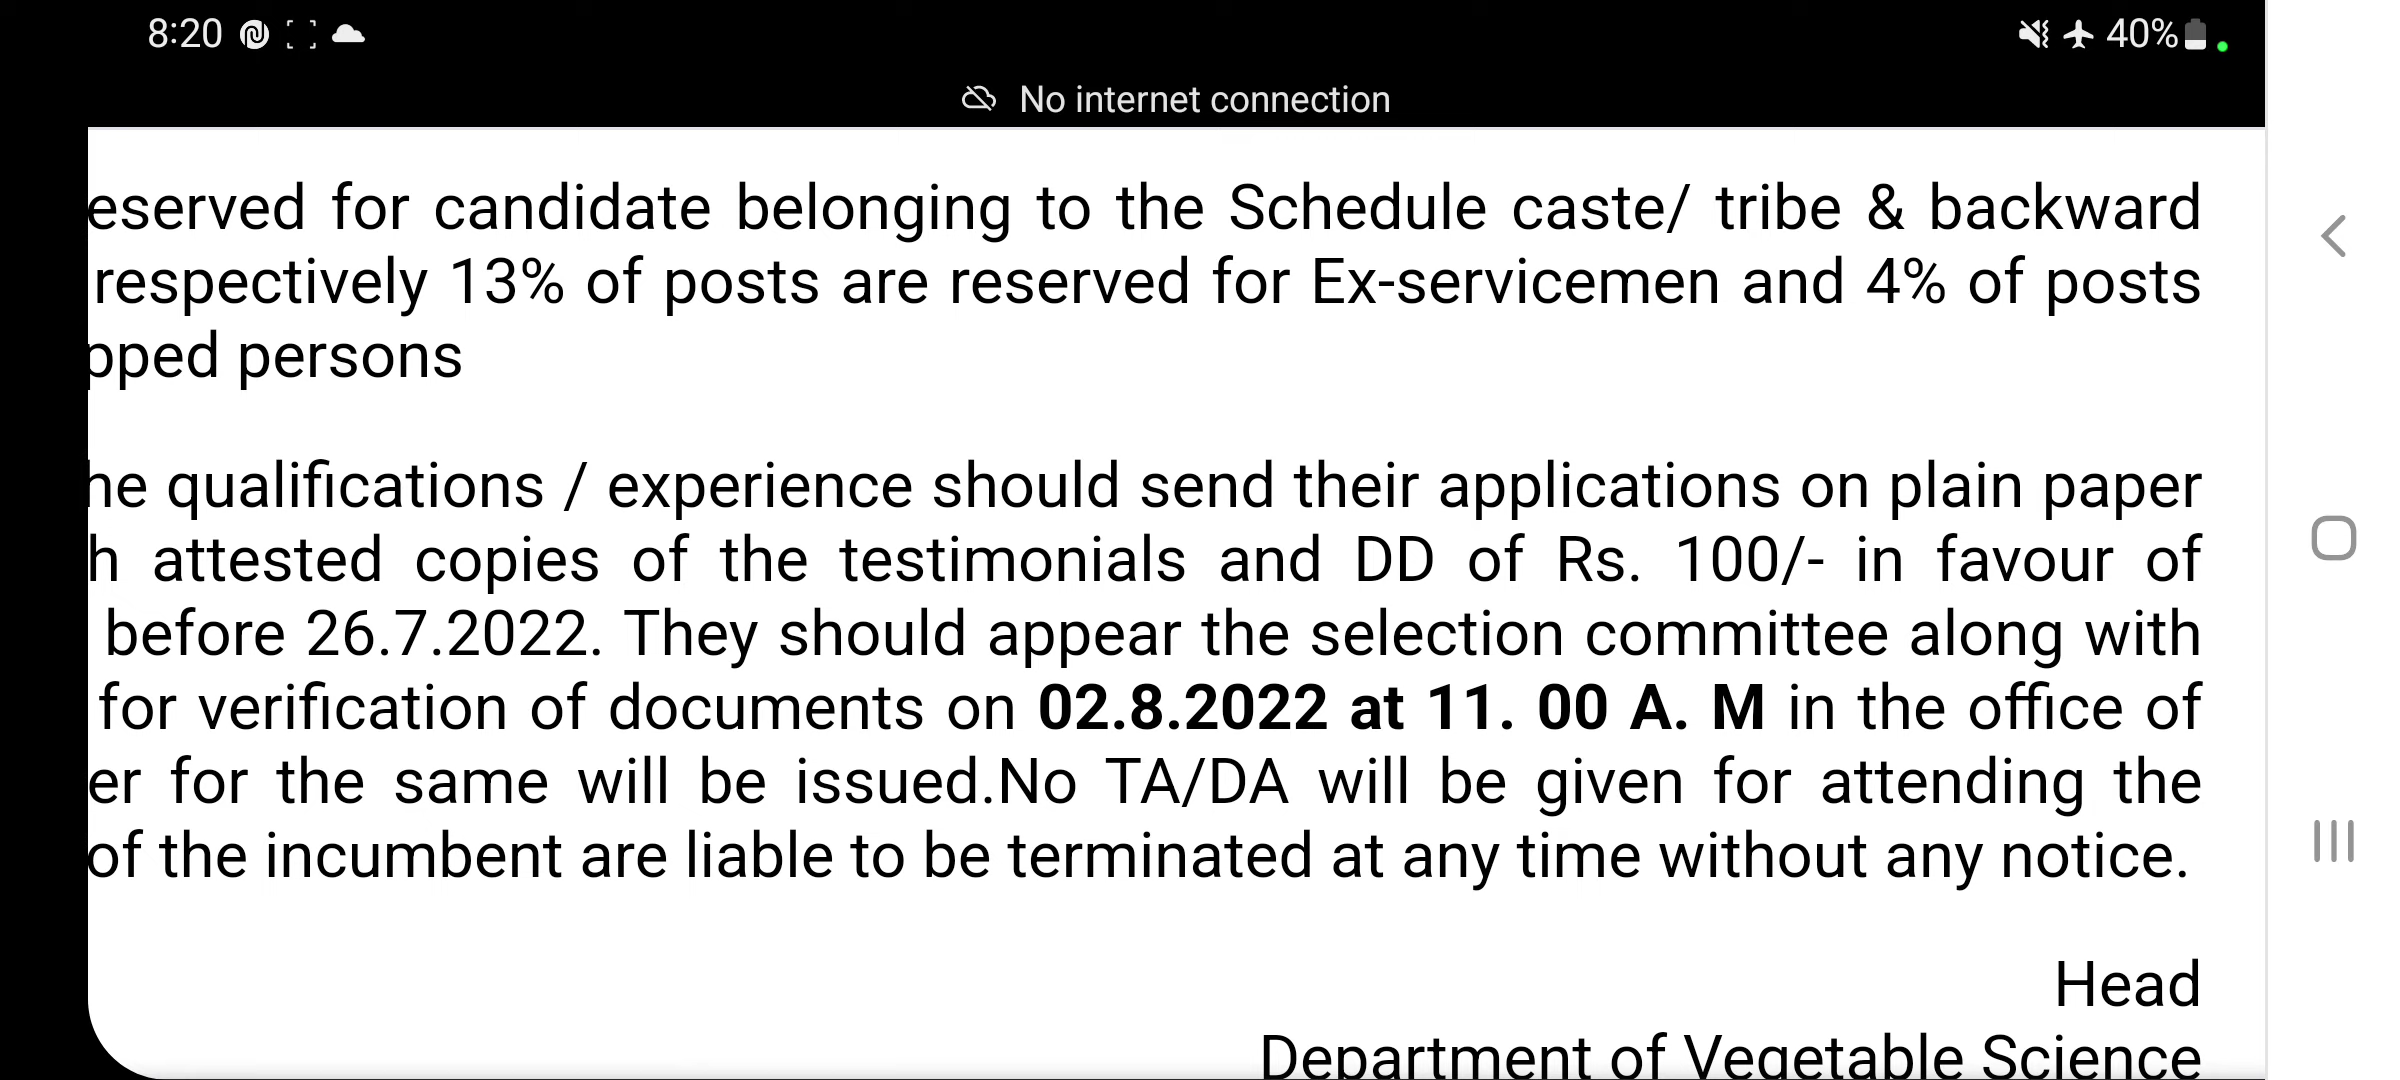 8:20 40%
No internet connection
eserved for candidate belonging to the Schedule caste/ tribe & backward
respectively 13% of posts are reserved for Ex-servicemen and 4% of posts
pped persons
he qualifications / experience should send their applications on plain paper
h attested copies of the testimonials and DD of Rs. 100/- in favour of
before 26.7.2022. They should appear the selection committee along with
for verification of documents on 02.8.2022 at 11. 00 A. M in the office of
er for the same will be issued.No TA/DA will be given for attending the
of the incumbent are liable to be terminated at any time without any notice.
Head
Department of Vegetable Science